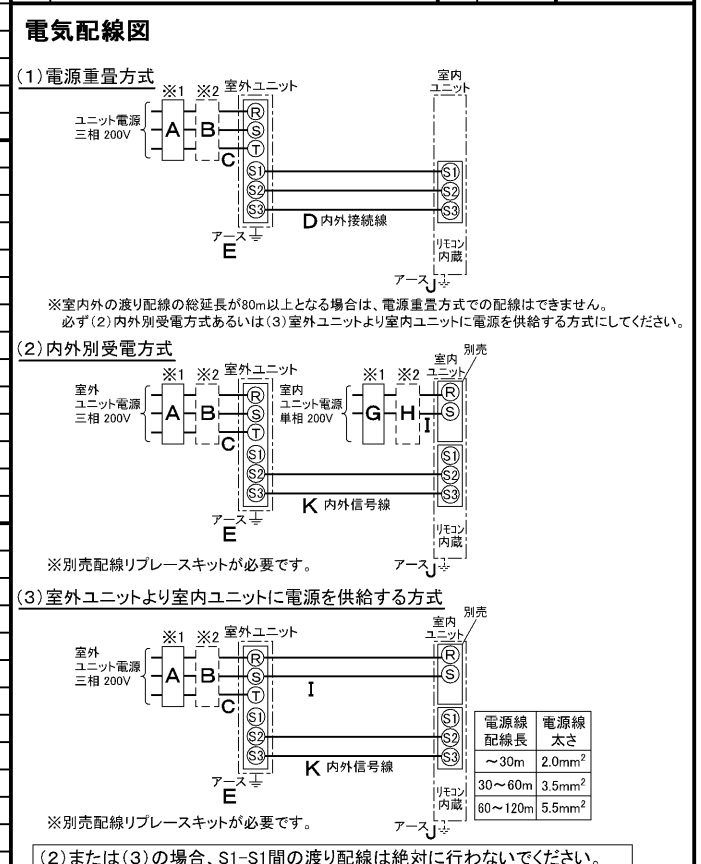 電気配線図
(1)電源重畳方式
※1 ※2 室外ユニット
室内
ユニット
ユニット電源
三相 200V
A B
R
S
T
C
S1 S1
S2 S2
S3 S3
D 内外接続線
アース
E
リモコン
内蔵
アース J
※室内外の渡り配線の総延長が80m以上となる場合は、電源重畳方式での配線はできません。
必ず(2)内外別受電方式あるいは(3)室外ユニットより室内ユニットに電源を供給する方式にしてください。
(2)内外別受電方式
別売
※1 ※2 室外ユニット
※1 ※2
室内
ユニット
室外
ユニット電源
三相 200V
A B
R
S
T
C
室内
ユニット電源
単相 200V
G H
I
R
S
S1 S1
S2 S2
S3 S3
K 内外信号線
アース
E
リモコン
内蔵
※別売配線リプレースキットが必要です。
アース J
(3)室外ユニットより室内ユニットに電源を供給する方式
別売
※1 ※2 室外ユニット
室内
ユニット
室外
ユニット電源
三相 200V
A B
R R
S S
T
C
I
S1 S1
S2 S2
S3 S3
K 内外信号線
電源線
配線長
電源線
太さ
~30m 2.0mm²
30~60m 3.5mm²
60~120m 5.5mm²
アース
E
リモコン
内蔵
※別売配線リプレースキットが必要です。
アース J
(2)または(3)の場合、S1-S1間の渡り配線は絶対に行わないでください。